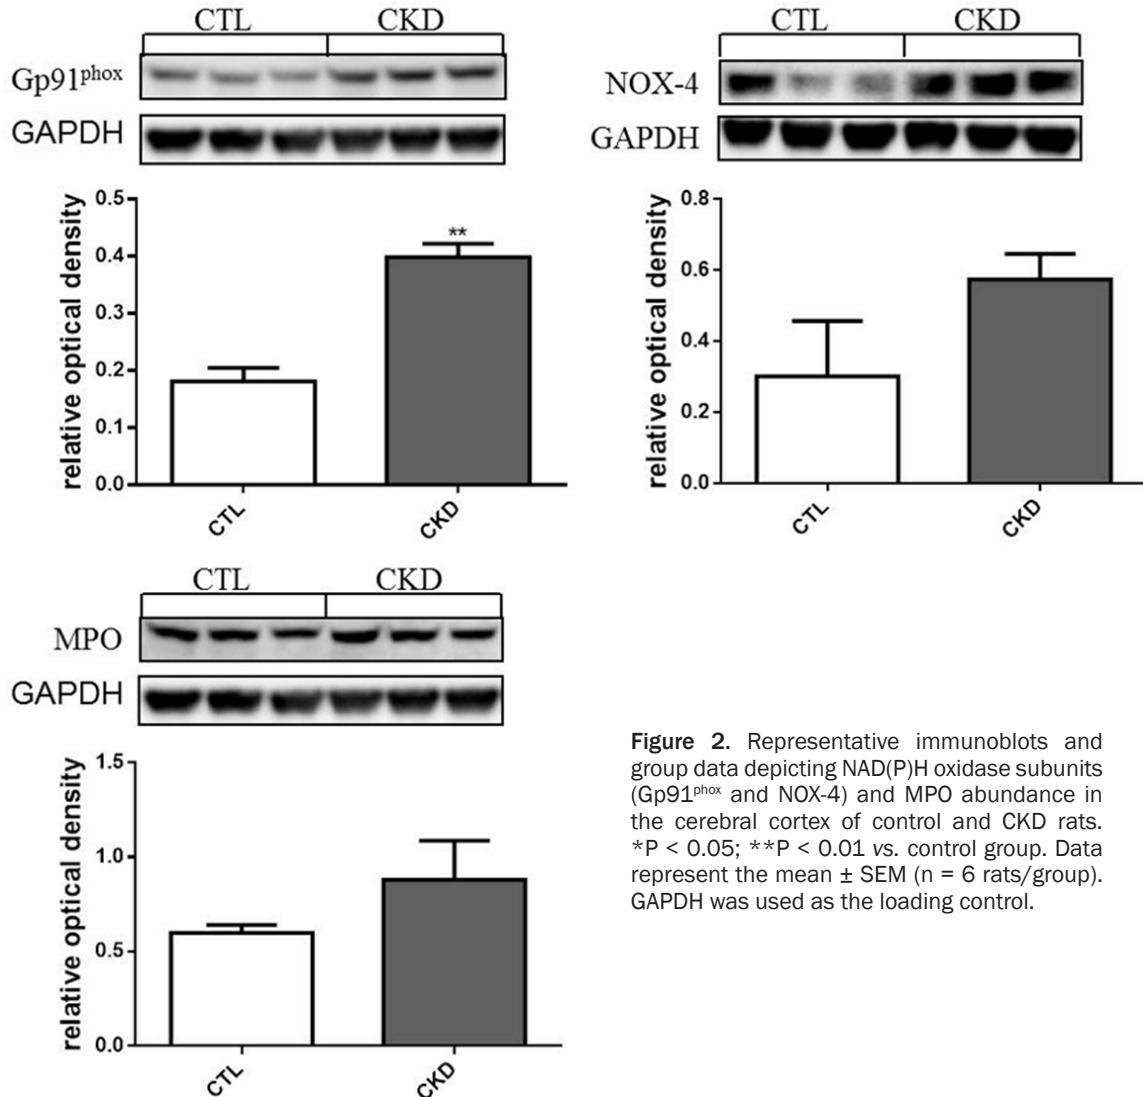 CTL CKD
Gp91phox
GAPDH
0.5
0.4
0.3
0.2
0.1
0.0
relative optical density
**
CTL
CKD
CTL CKD
NOX-4
GAPDH
0.8
0.6
0.4
0.2
0.0
relative optical density
CTL
CKD
CTL CKD
MPO
GAPDH
1.5
1.0
0.5
0.0
relative optical density
CTL
CKD
Figure 2. Representative immunoblots and
group data depicting NAD(P)H oxidase subunits
(Gp91phox and NOX-4) and MPO abundance in
the cerebral cortex of control and CKD rats.
*P < 0.05; **P < 0.01 vs. control group. Data
represent the mean ± SEM (n = 6 rats/group).
GAPDH was used as the loading control.